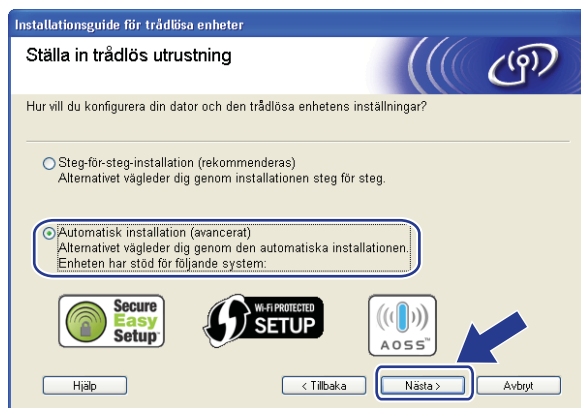 Installationsguide för trådlösa enheter
Ställa in trådlös utrustning
Hur vill du konfigurera din dator och den trådlösa enhetens inställningar?
Steg-för-steg-installation (rekommenderas)
Alternativet vägleder dig genom installationen steg för steg.
Automatisk installation (avancerat)
Alternativet vägleder dig genom den automatiska installationen.
Enheten har stöd för följande system:
Secure
Easy
Setup
Wi-Fi PROTECTED
SETUP
AOSS™
Hjälp
< Tillbaka
Nästa >
Avbryt